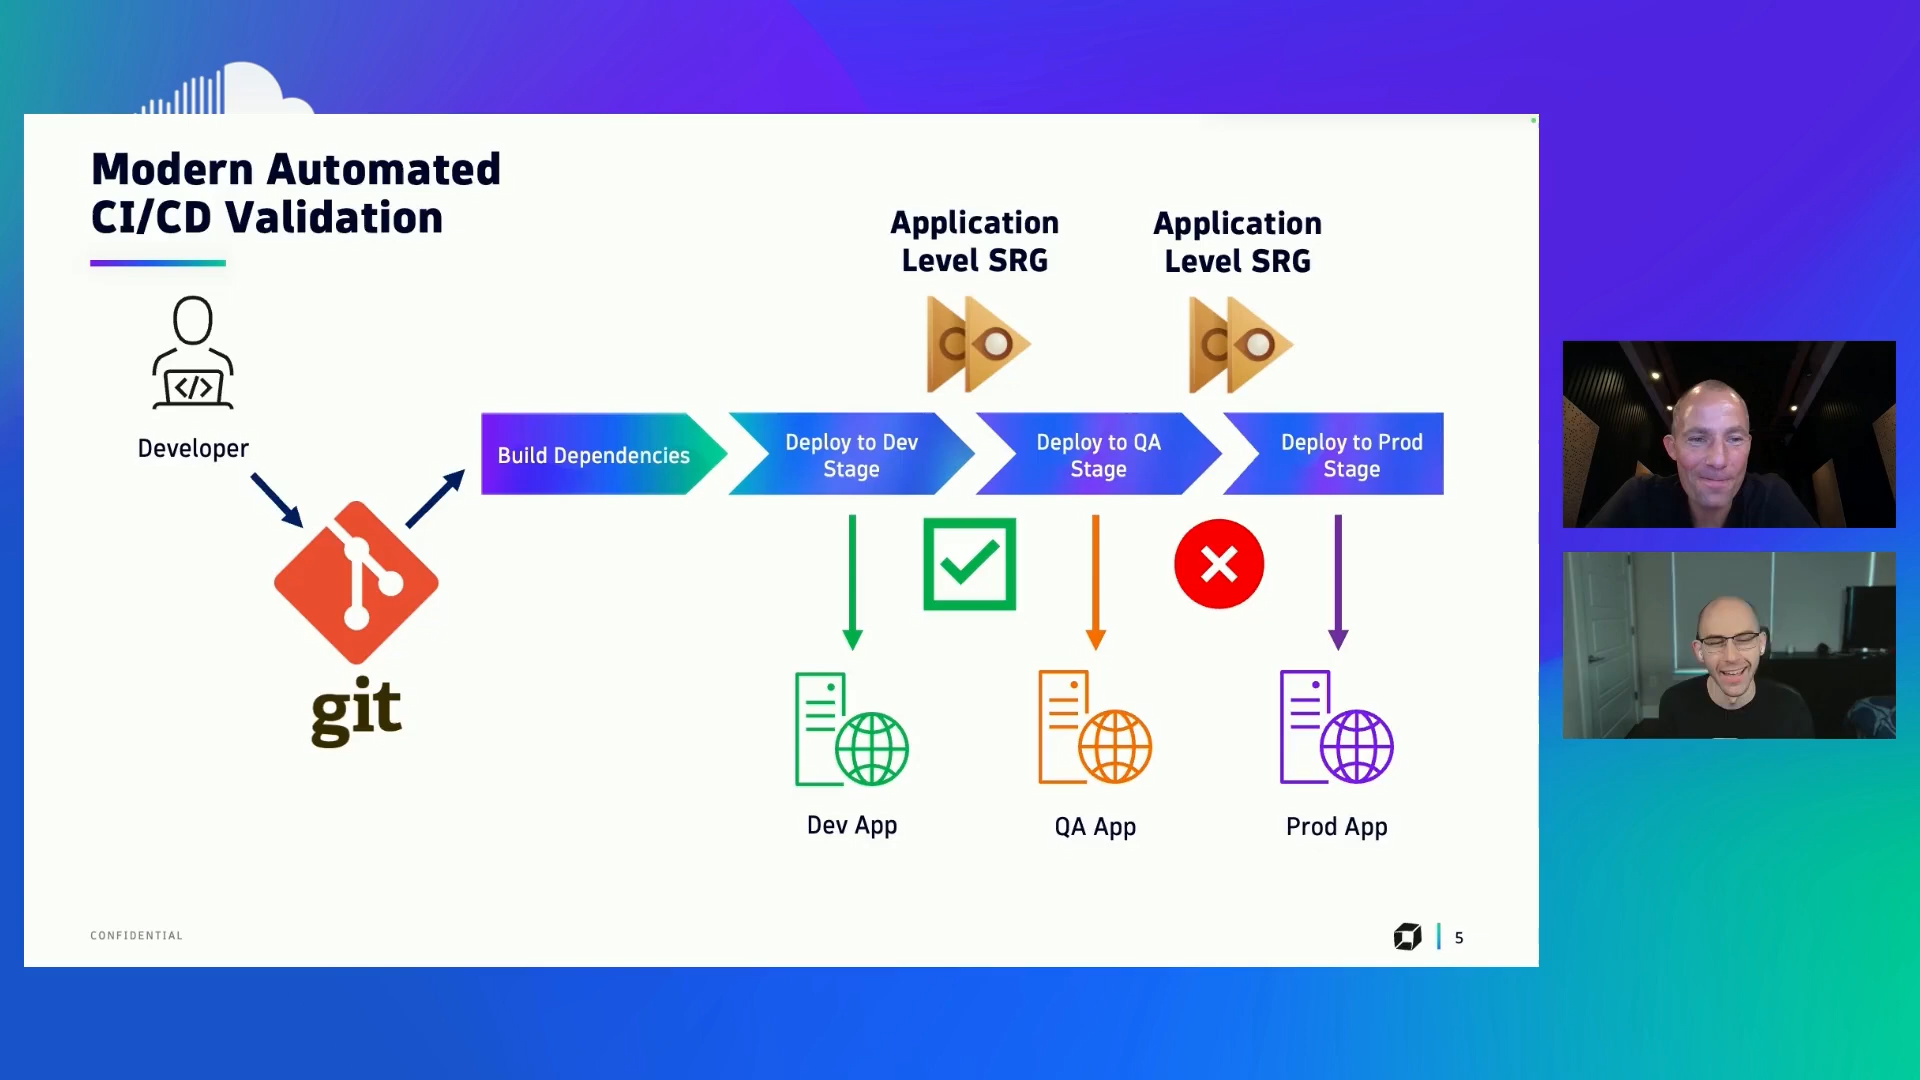 Modern Automated
CI/CD Validation
Application
Level SRG
Application
Level SRG
Developer
Build Dependencies
Deploy to Dev
Stage
Deploy to QA
Stage
Deploy to Prod
Stage
git
Dev App
QA App
Prod App
CONFIDENTIAL
5